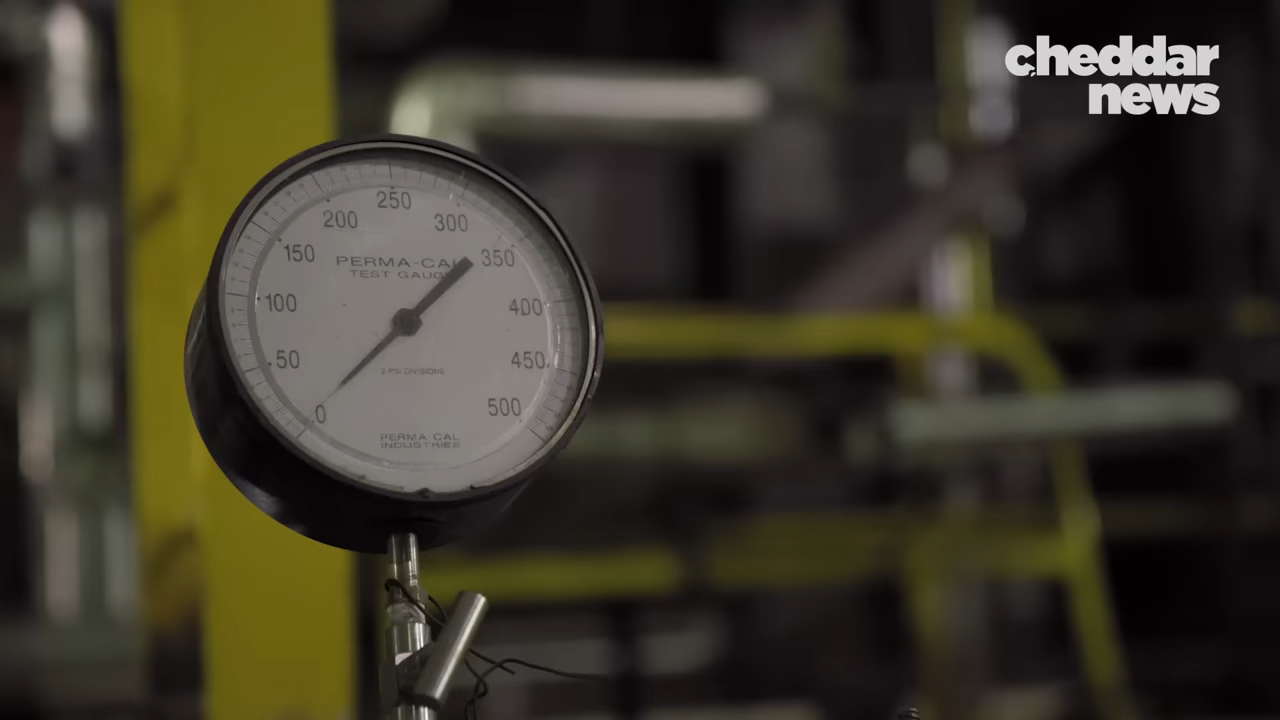 cheddar
news
250
200
300
150
350
PERMA-CAL
TEST GAUGE
100
400
50
450
2 PSI DIVISIONS
0
500
PERMA CAL
INDUSTRIES